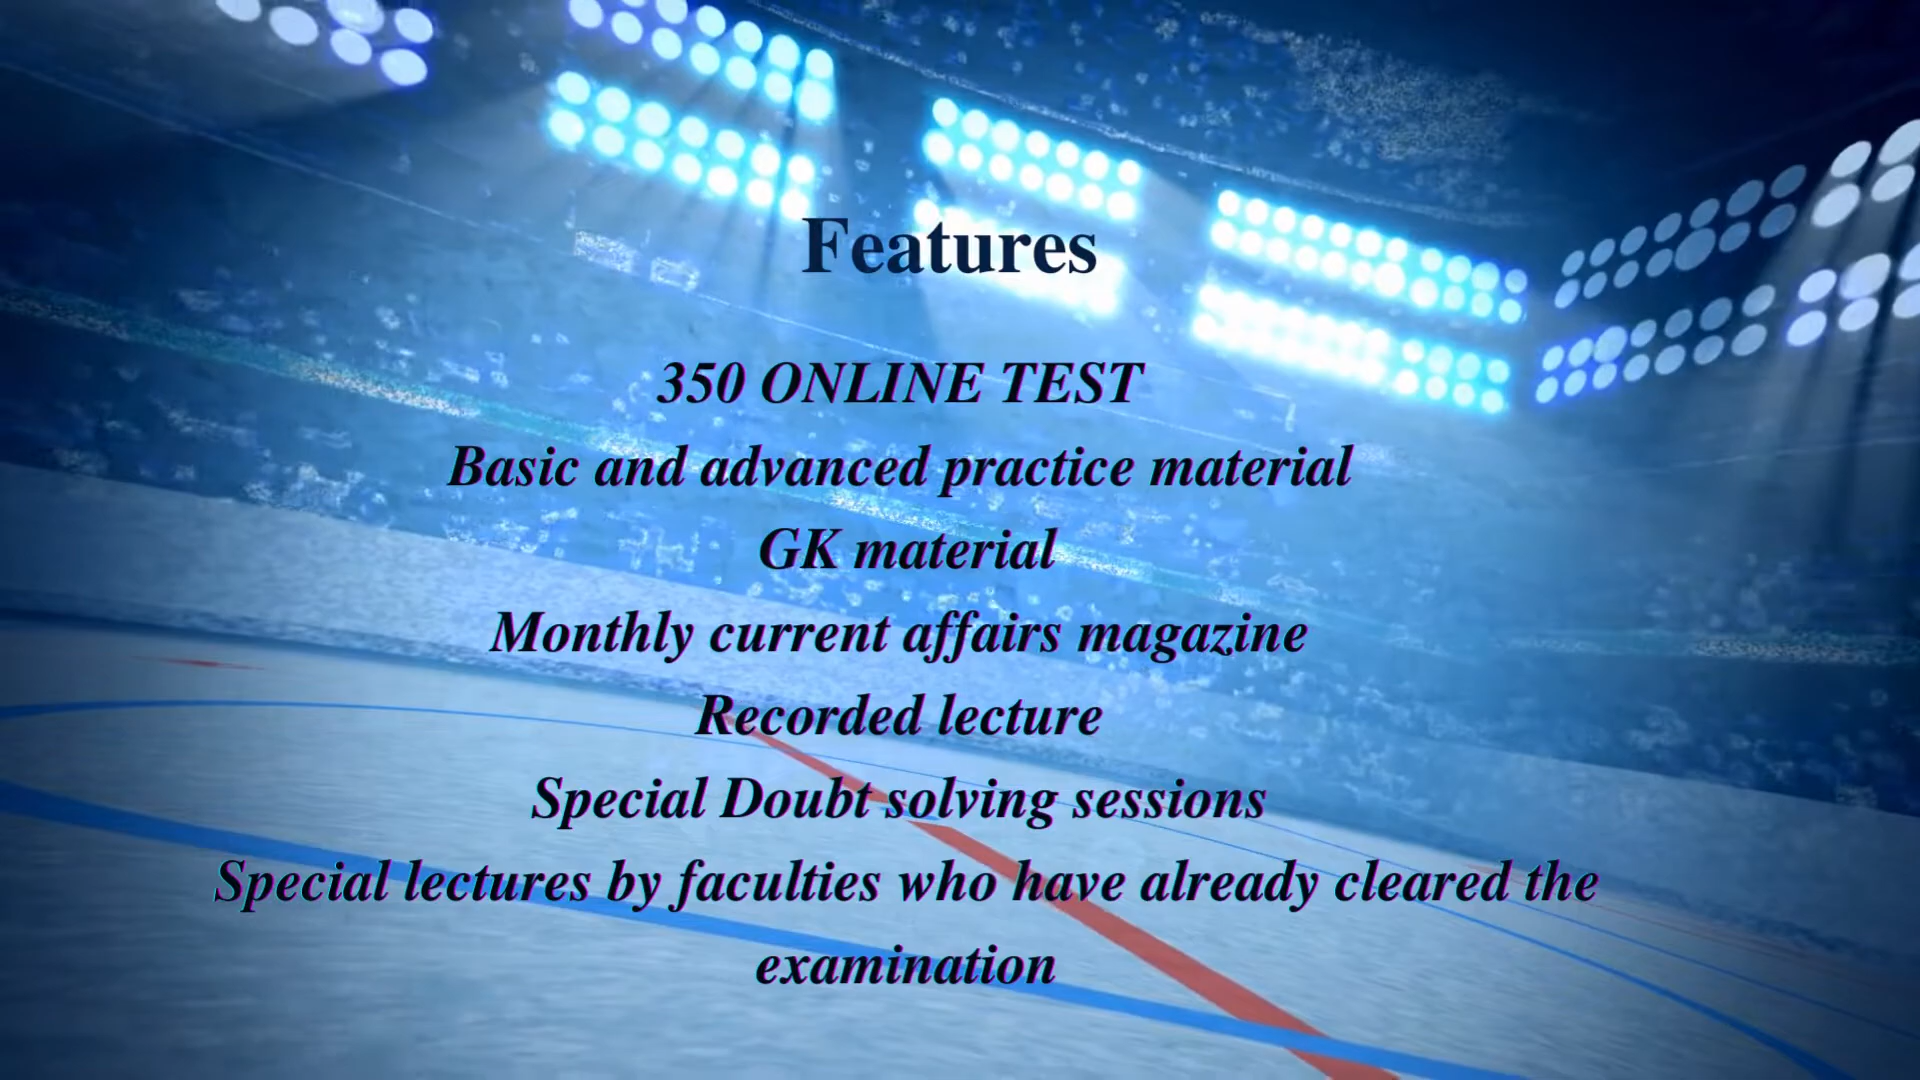 Features
350 ONLINE TEST
Basic and advanced practice material
GK material
Monthly current affairs magazine
Recorded lecture
Special Doubt solving sessions
Special lectures by faculties who have already cleared the
examination